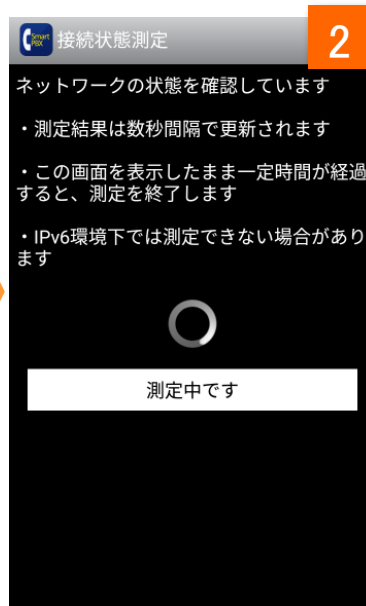 Smart
PBX
接続状態測定
2
ネットワークの状態を確認しています
・測定結果は数秒間隔で更新されます
・この画面を表示したまま一定時間が経過
すると、測定を終了します
・IPv6環境下では測定できない場合があり
ます
測定中です